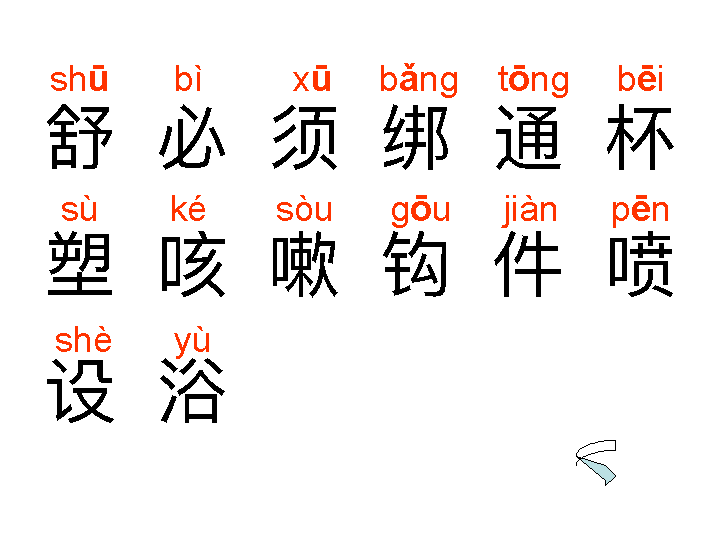 shū bì xū bǎng tōng bēi
舒 必 须 绑 通 杯
sù ké sòu gōu jiàn pēn
塑 咳 嗽 钩 件 喷
shè yù
设 浴